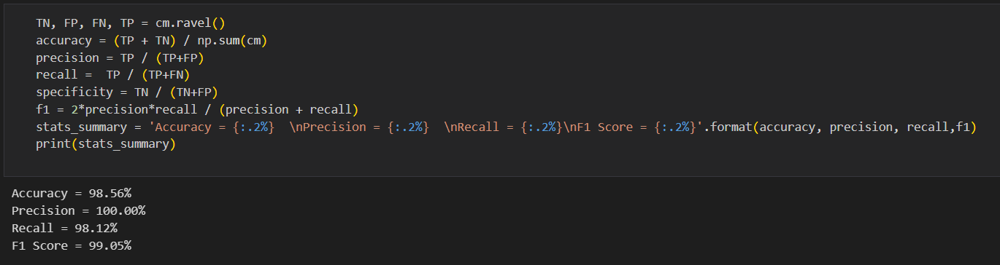 TN, FP, FN, TP = cm.ravel()
accuracy = (TP + TN) / np.sum(cm)
precision = TP / (TP+FP)
recall =  TP / (TP+FN)
specificity = TN / (TN+FP)
f1 = 2*precision*recall / (precision + recall)
stats_summary = 'Accuracy = {:.2%}  \nPrecision = {:.2%}  \nRecall = {:.2%}\nF1 Score = {:.2%}'.format(accuracy, precision, recall,f1)
print(stats_summary)
Accuracy = 98.56%
Precision = 100.00%
Recall = 98.12%
F1 Score = 99.05%